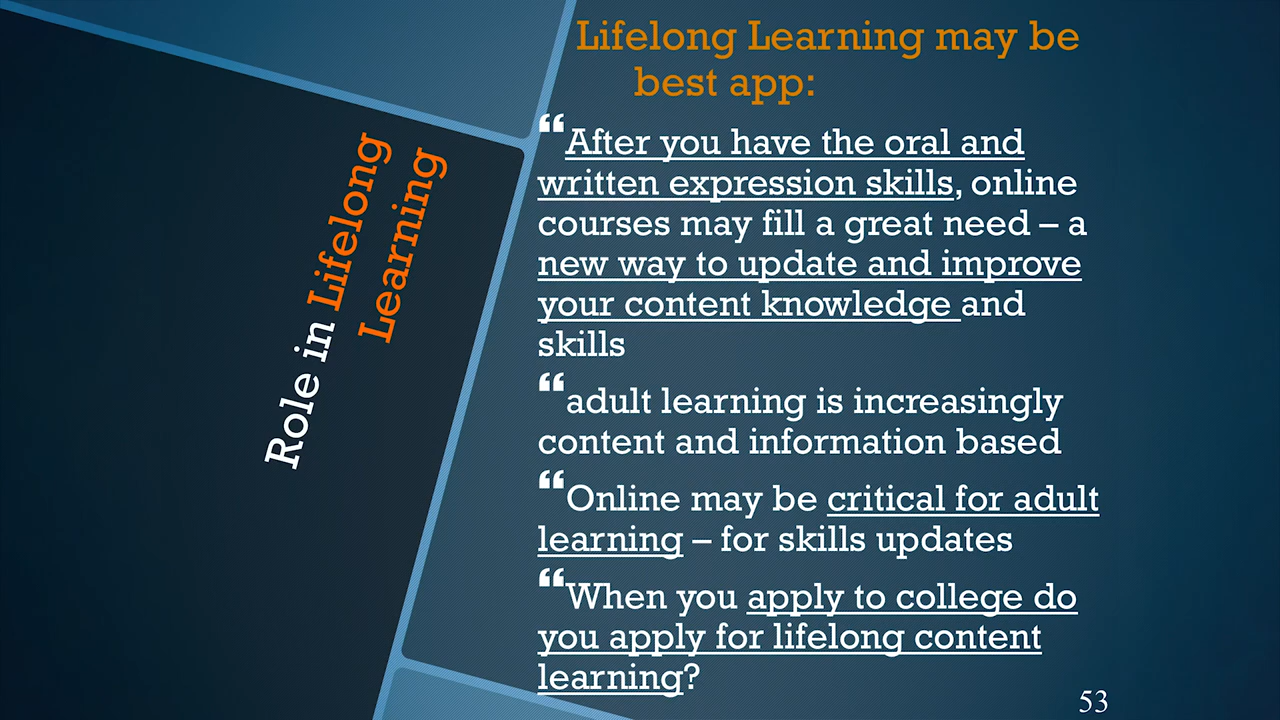 Role in Lifelong
Learning
Lifelong Learning may be
best app:
“After you have the oral and
written expression skills, online
courses may fill a great need – a
new way to update and improve
your content knowledge and
skills
“adult learning is increasingly
content and information based
“Online may be critical for adult
learning – for skills updates
“When you apply to college do
you apply for lifelong content
learning?
53